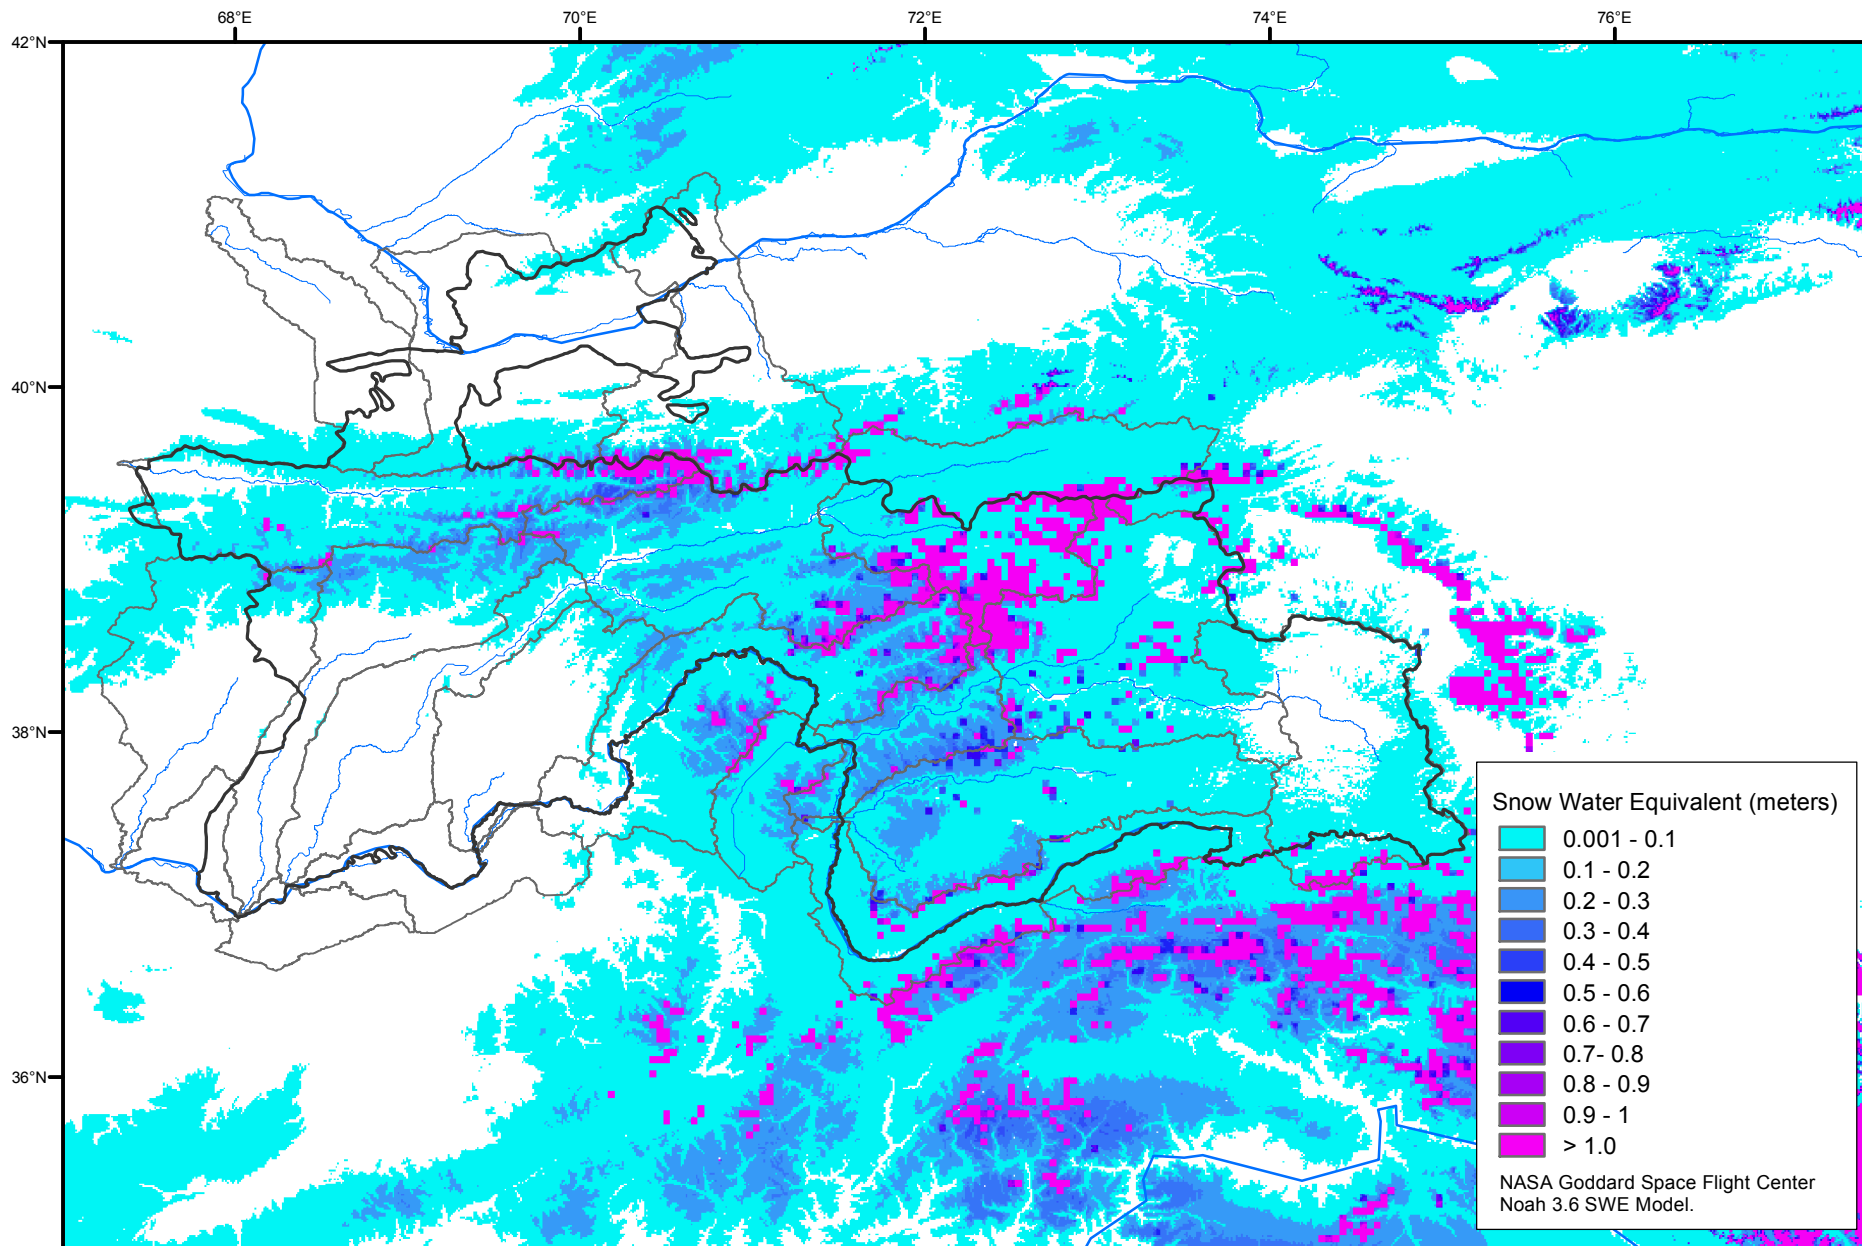 68°E 70°E 72°E 74°E 76°E
42°N
40°N
38°N
36°N
Snow Water Equivalent (meters)
0.001 - 0.1
0.1 - 0.2
0.2 - 0.3
0.3 - 0.4
0.4 - 0.5
0.5 - 0.6
0.6 - 0.7
0.7- 0.8
0.8 - 0.9
0.9 - 1
> 1.0
NASA Goddard Space Flight Center
Noah 3.6 SWE Model.